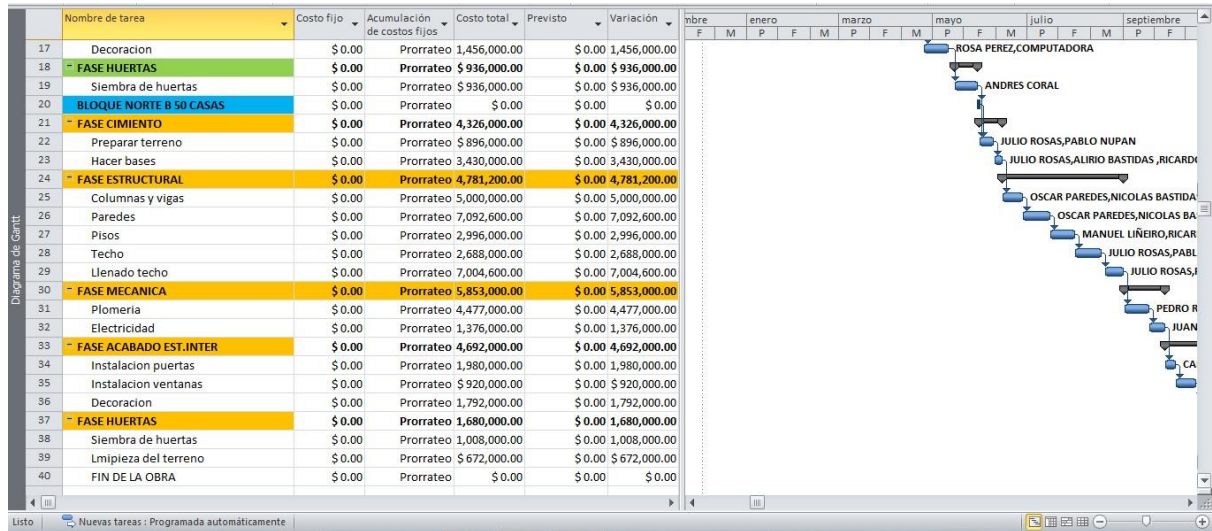 Nombre de tarea Costo fijo Acumulación de costos fijos Costo total Previsto Variación
mbre enero marzo mayo julio septiembre
F M P F M P F M P F M P F M P F
17 Decoracion $ 0.00 Prorrateo 1,456,000.00 $ 0.00 1,456,000.00 ROSA PEREZ,COMPUTADORA
18 FASE HUERTAS $ 0.00 Prorrateo $ 936,000.00 $ 0.00 $ 936,000.00
19 Siembra de huertas $ 0.00 Prorrateo $ 936,000.00 $ 0.00 $ 936,000.00 ANDRES CORAL
20 BLOQUE NORTE B 50 CASAS $ 0.00 Prorrateo $ 0.00 $ 0.00 $ 0.00
21 FASE CIMIENTO $ 0.00 Prorrateo 4,326,000.00 $ 0.00 4,326,000.00
22 Preparar terreno $ 0.00 Prorrateo $ 896,000.00 $ 0.00 $ 896,000.00 JULIO ROSAS,PABLO NUPAN
23 Hacer bases $ 0.00 Prorrateo 3,430,000.00 $ 0.00 3,430,000.00 JULIO ROSAS,ALIRIO BASTIDAS ,RICARDO
24 FASE ESTRUCTURAL $ 0.00 Prorrateo 4,781,200.00 $ 0.00 4,781,200.00
25 Columnas y vigas $ 0.00 Prorrateo 5,000,000.00 $ 0.00 5,000,000.00 OSCAR PAREDES,NICOLAS BASTIDA
26 Paredes $ 0.00 Prorrateo 7,092,600.00 $ 0.00 7,092,600.00 OSCAR PAREDES,NICOLAS BA
27 Pisos $ 0.00 Prorrateo 2,996,000.00 $ 0.00 2,996,000.00 MANUEL LIÑEIRO,RICAR
28 Techo $ 0.00 Prorrateo 2,688,000.00 $ 0.00 2,688,000.00 JULIO ROSAS,PABL
29 Llenado techo $ 0.00 Prorrateo 7,004,600.00 $ 0.00 7,004,600.00 JULIO ROSAS,
30 FASE MECANICA $ 0.00 Prorrateo 5,853,000.00 $ 0.00 5,853,000.00
31 Plomeria $ 0.00 Prorrateo 4,477,000.00 $ 0.00 4,477,000.00 PEDRO R
32 Electricidad $ 0.00 Prorrateo 1,376,000.00 $ 0.00 1,376,000.00 JUAN
33 FASE ACABADO EST.INTER $ 0.00 Prorrateo 4,692,000.00 $ 0.00 4,692,000.00
34 Instalacion puertas $ 0.00 Prorrateo 1,980,000.00 $ 0.00 1,980,000.00 CA
35 Instalacion ventanas $ 0.00 Prorrateo $ 920,000.00 $ 0.00 $ 920,000.00
36 Decoracion $ 0.00 Prorrateo 1,792,000.00 $ 0.00 1,792,000.00
37 FASE HUERTAS $ 0.00 Prorrateo 1,680,000.00 $ 0.00 1,680,000.00
38 Siembra de huertas $ 0.00 Prorrateo 1,008,000.00 $ 0.00 1,008,000.00
39 Lmipieza del terreno $ 0.00 Prorrateo $ 672,000.00 $ 0.00 $ 672,000.00
40 FIN DE LA OBRA $ 0.00 Prorrateo $ 0.00 $ 0.00 $ 0.00
Diagrama de Gantt
Listo Nuevas tareas : Programada automáticamente